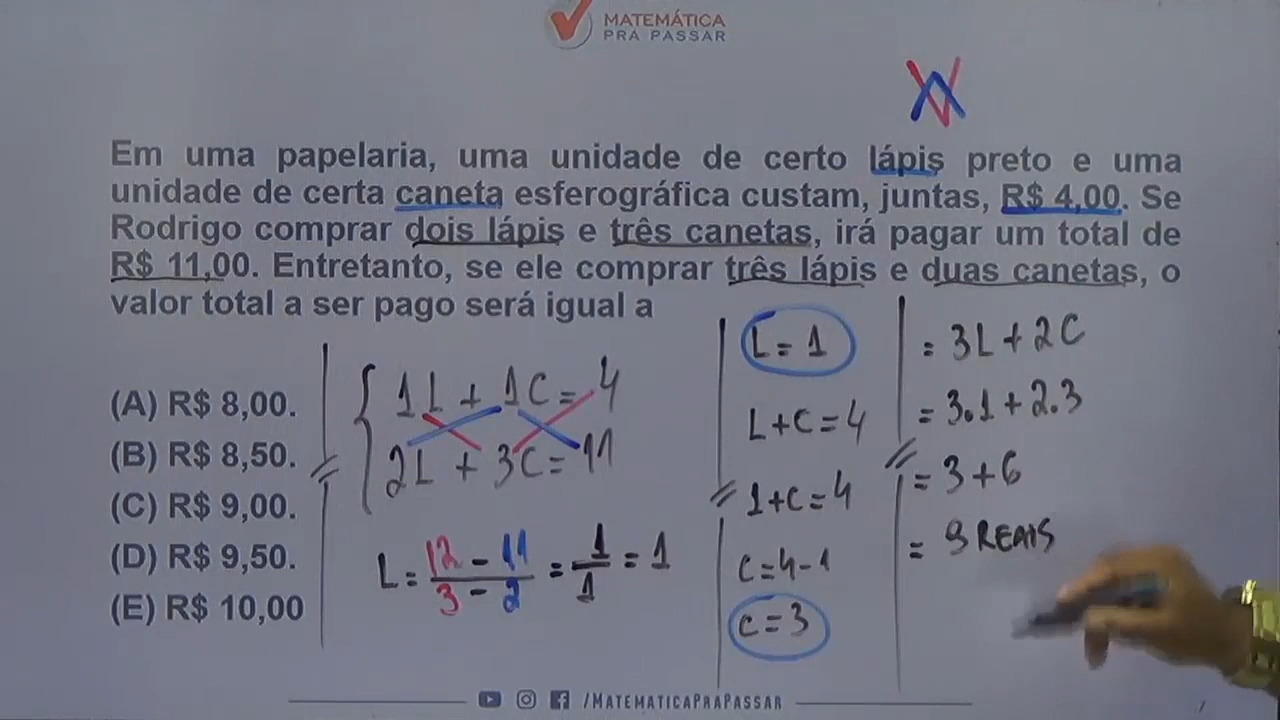 MATEMÁTICA
PRA PASSAR
Em uma papelaria, uma unidade de certo lápis preto e uma
unidade de certa caneta esferográfica custam, juntas, R$ 4,00. Se
Rodrigo comprar dois lápis e três canetas, irá pagar um total de
R$ 11,00. Entretanto, se ele comprar três lápis e duas canetas, o
valor total a ser pago será igual a
(A) R$ 8,00.
(B) R$ 8,50.
(C) R$ 9,00.
(D) R$ 9,50.
(E) R$ 10,00
1L + 1C = 4
2L + 3C = 11
L = 12 - 11 / 3 - 2 = 1 / 1 = 1
L = 1
L + C = 4
1 + C = 4
C = 4 - 1
C = 3
= 3L + 2C
= 3.1 + 2.3
= 3 + 6
= 9 REAIS
/MATEMATICAPRAPASSAR